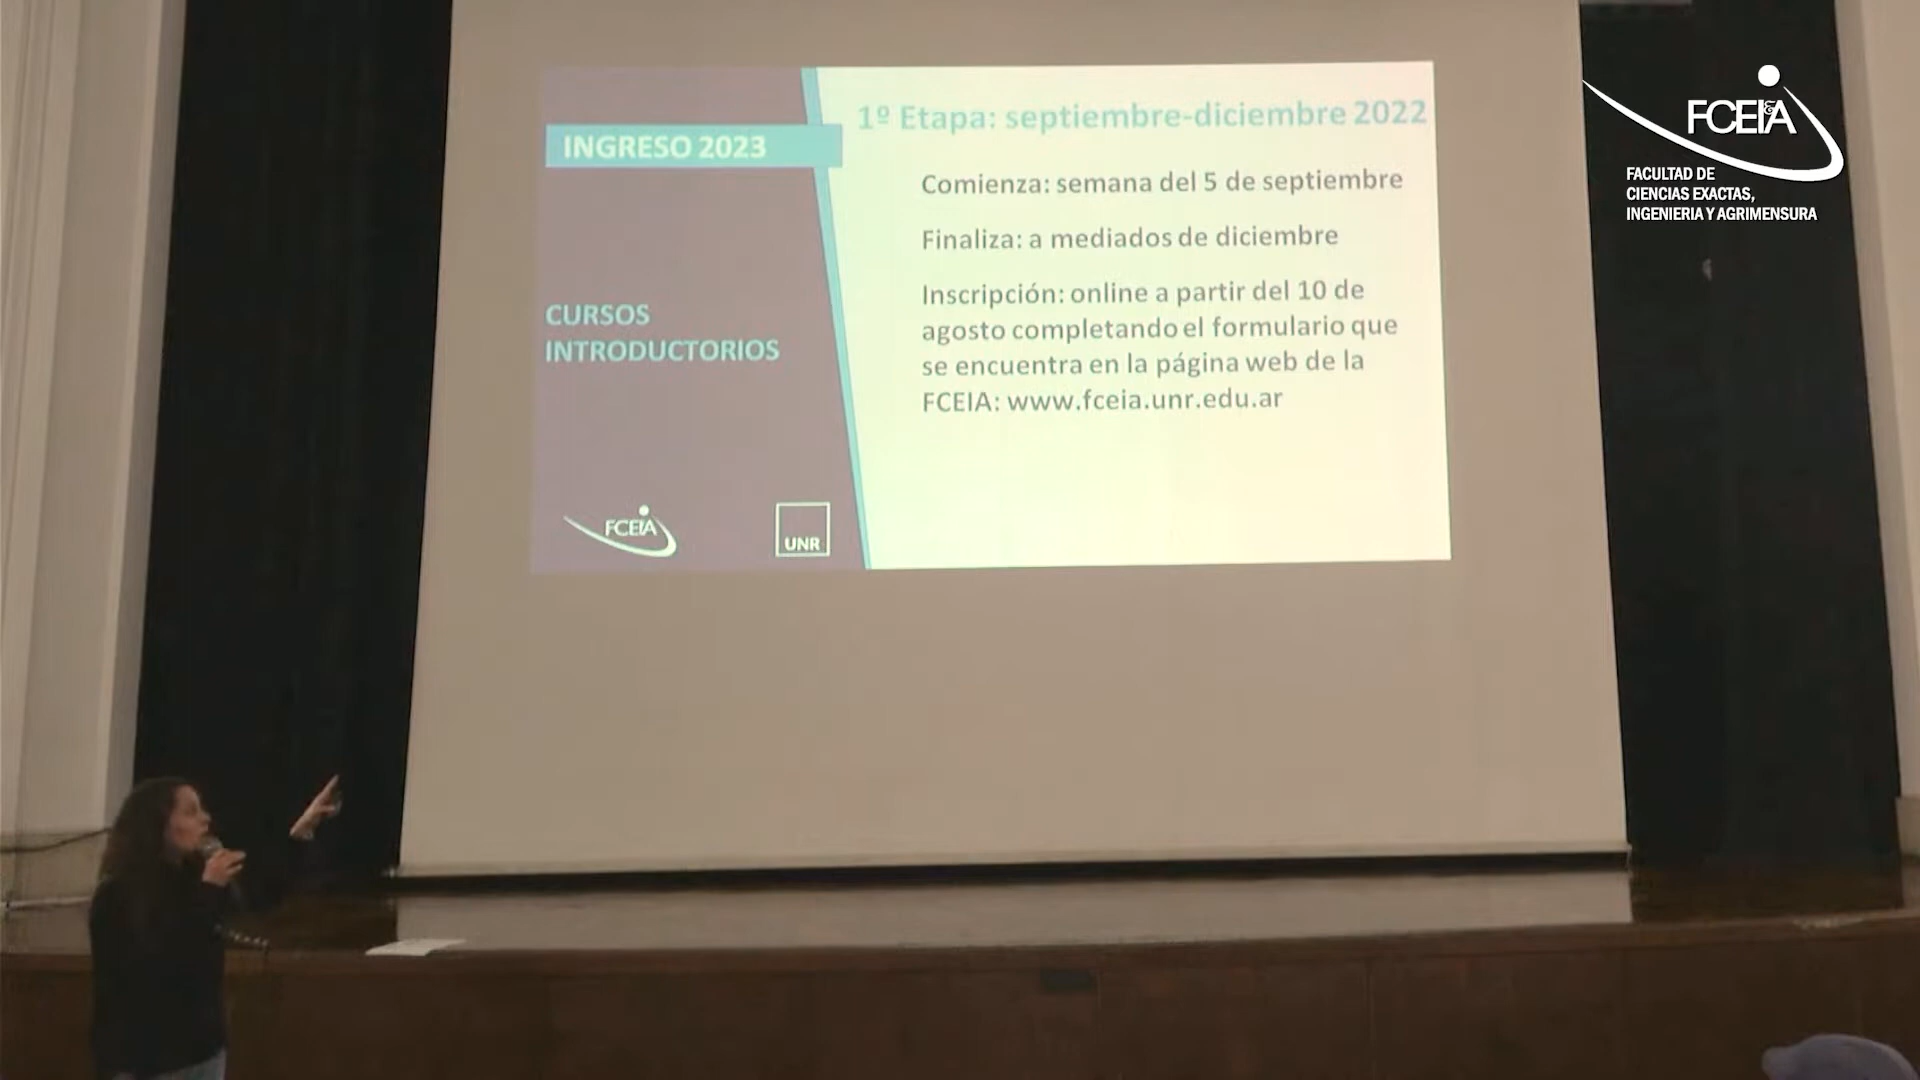 INGRESO 2023
CURSOS
INTRODUCTORIOS
FCEIA
UNR
1º Etapa: septiembre-diciembre 2022
Comienza: semana del 5 de septiembre
Finaliza: a mediados de diciembre
Inscripción: online a partir del 10 de
agosto completando el formulario que
se encuentra en la página web de la
FCEIA: www.fceia.unr.edu.ar
FCEI&A
FACULTAD DE
CIENCIAS EXACTAS,
INGENIERIA Y AGRIMENSURA